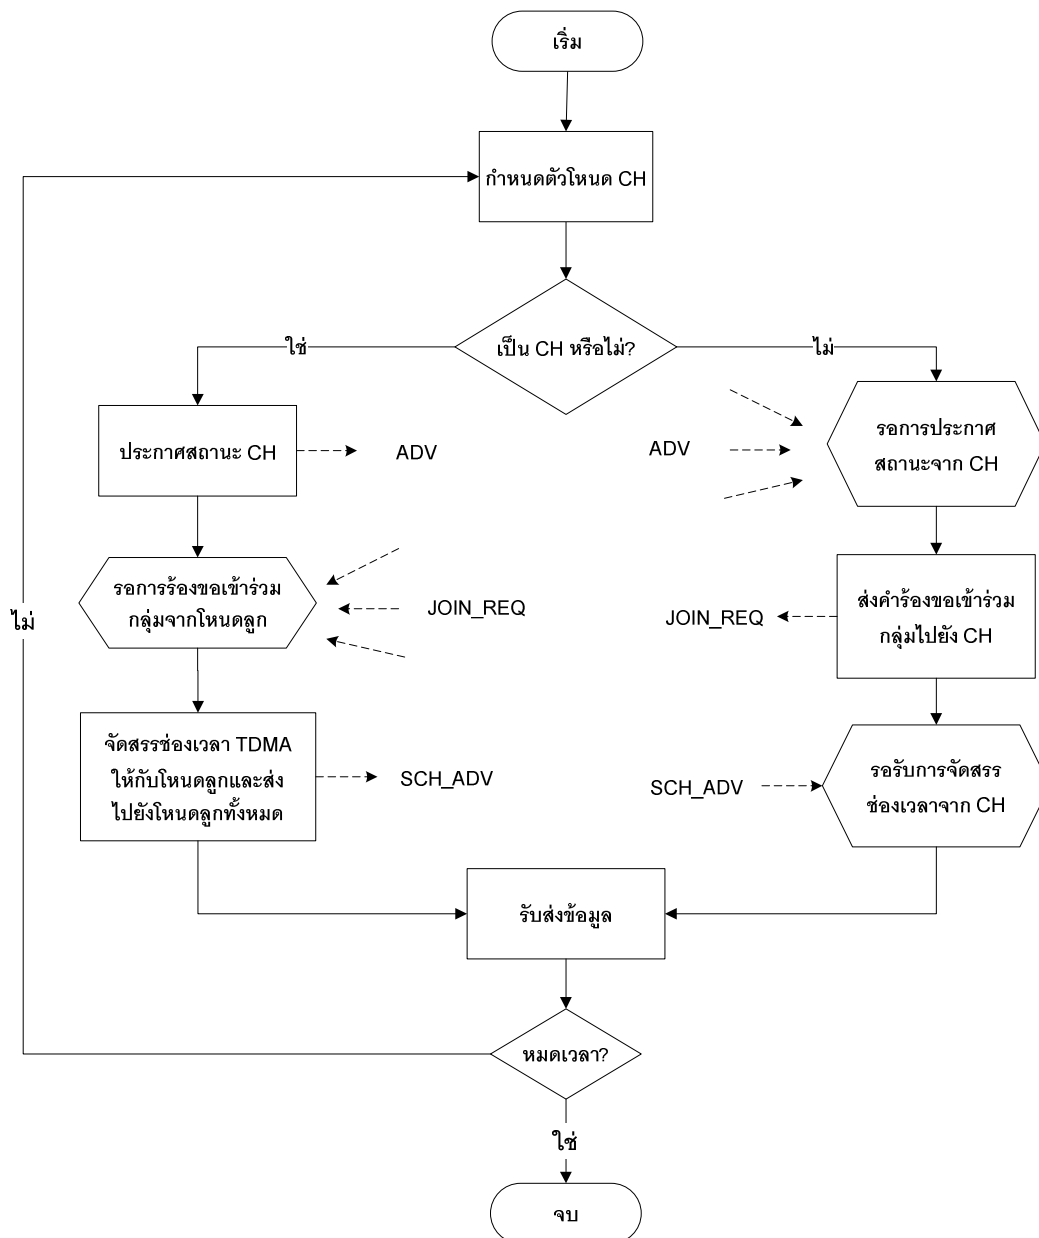 เริ่ม
กำหนดตัวโหนด CH
เป็น CH หรือไม่?
ใช่
ไม่
ประกาศสถานะ CH
ADV
ADV
รอการประกาศ
สถานะจาก CH
รอการร้องขอเข้าร่วม
กลุ่มจากโหนดลูก
JOIN_REQ
JOIN_REQ
ส่งคำร้องขอเข้าร่วม
กลุ่มไปยัง CH
ไม่
จัดสรรช่องเวลา TDMA
ให้กับโหนดลูกและส่ง
ไปยังโหนดลูกทั้งหมด
SCH_ADV
SCH_ADV
รอรับการจัดสรร
ช่องเวลาจาก CH
รับส่งข้อมูล
หมดเวลา?
ใช่
จบ